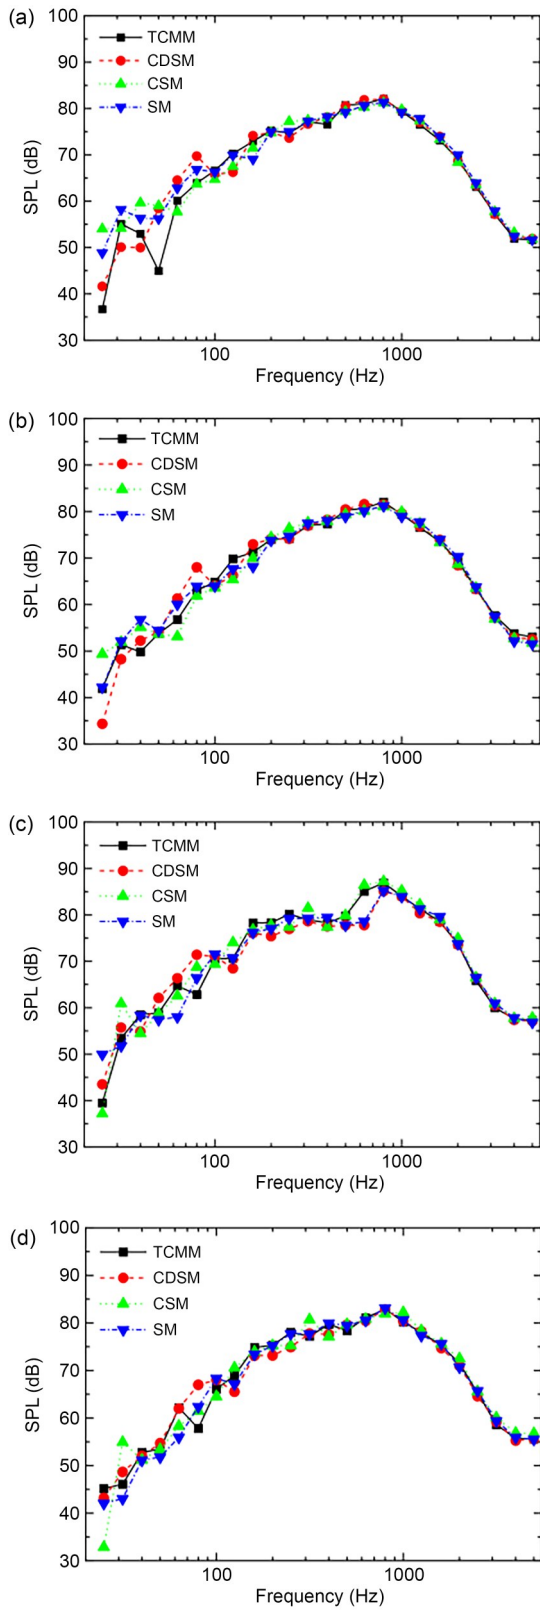 (a)
100
90
80
70
60
50
40
30
SPL (dB)
TCMM
CDSM
CSM
SM
100
1000
Frequency (Hz)
(b)
100
90
80
70
60
50
40
30
SPL (dB)
TCMM
CDSM
CSM
SM
100
1000
Frequency (Hz)
(c)
100
90
80
70
60
50
40
30
SPL (dB)
TCMM
CDSM
CSM
SM
100
1000
Frequency (Hz)
(d)
100
90
80
70
60
50
40
30
SPL (dB)
TCMM
CDSM
CSM
SM
100
1000
Frequency (Hz)